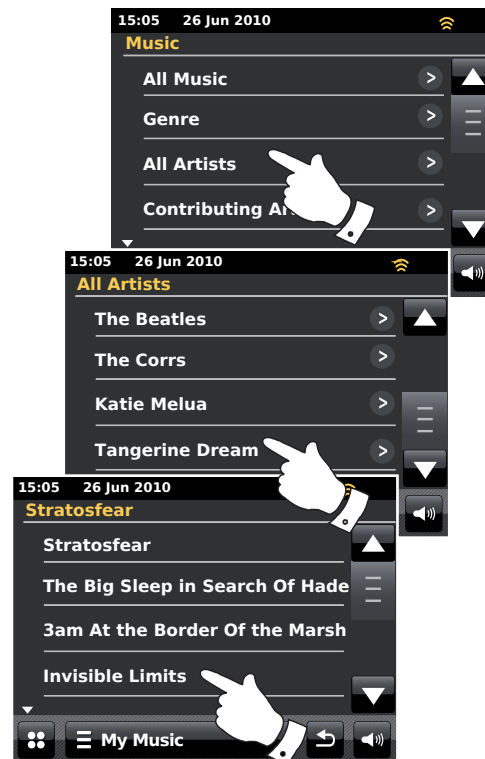 15:05 26 Jun 2010
Music
All Music
Genre
All Artists
Contributing
15:05 26 Jun 2010
All Artists
The Beatles
The Corrs
Katie Melua
Tangerine Dream
15:05 26 Jun 2010
Stratosfear
Stratosfear
The Big Sleep in Search Of Hade
3am At the Border Of the Marsh
Invisible Limits
My Music